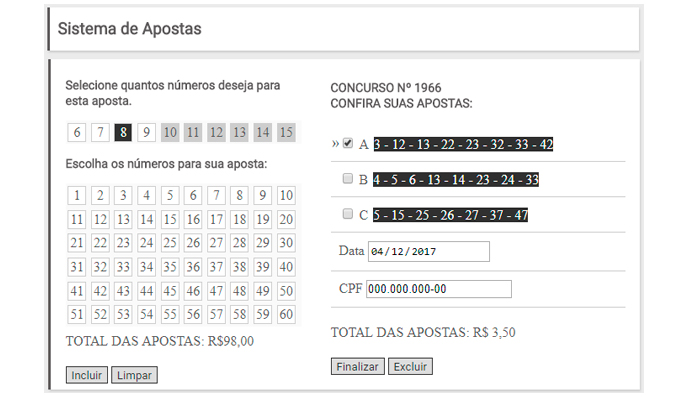 Sistema de Apostas
Selecione quantos números deseja para
esta aposta.
6 7 8 9 10 11 12 13 14 15
Escolha os números para sua aposta:
1 2 3 4 5 6 7 8 9 10
11 12 13 14 15 16 17 18 19 20
21 22 23 24 25 26 27 28 29 30
31 32 33 34 35 36 37 38 39 40
41 42 43 44 45 46 47 48 49 50
51 52 53 54 55 56 57 58 59 60
TOTAL DAS APOSTAS: R$98,00
Incluir Limpar
CONCURSO Nº 1966
CONFIRA SUAS APOSTAS:
» A 3 - 12 - 13 - 22 - 23 - 32 - 33 - 42
B 4 - 5 - 6 - 13 - 14 - 23 - 24 - 33
C 5 - 15 - 25 - 26 - 27 - 37 - 47
Data 04/12/2017
CPF 000.000.000-00
TOTAL DAS APOSTAS: R$ 3,50
Finalizar Excluir